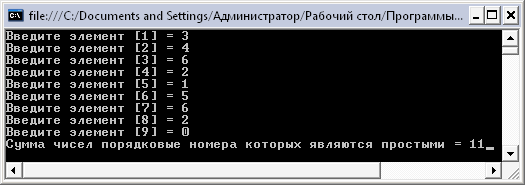 file:///C:/Documents and Settings/Администратор/Рабочий стол/Программы...
Введите элемент [1] = 3
Введите элемент [2] = 4
Введите элемент [3] = 6
Введите элемент [4] = 2
Введите элемент [5] = 1
Введите элемент [6] = 5
Введите элемент [7] = 6
Введите элемент [8] = 2
Введите элемент [9] = 0
Сумма чисел порядковые номера которых являются простыми = 11_